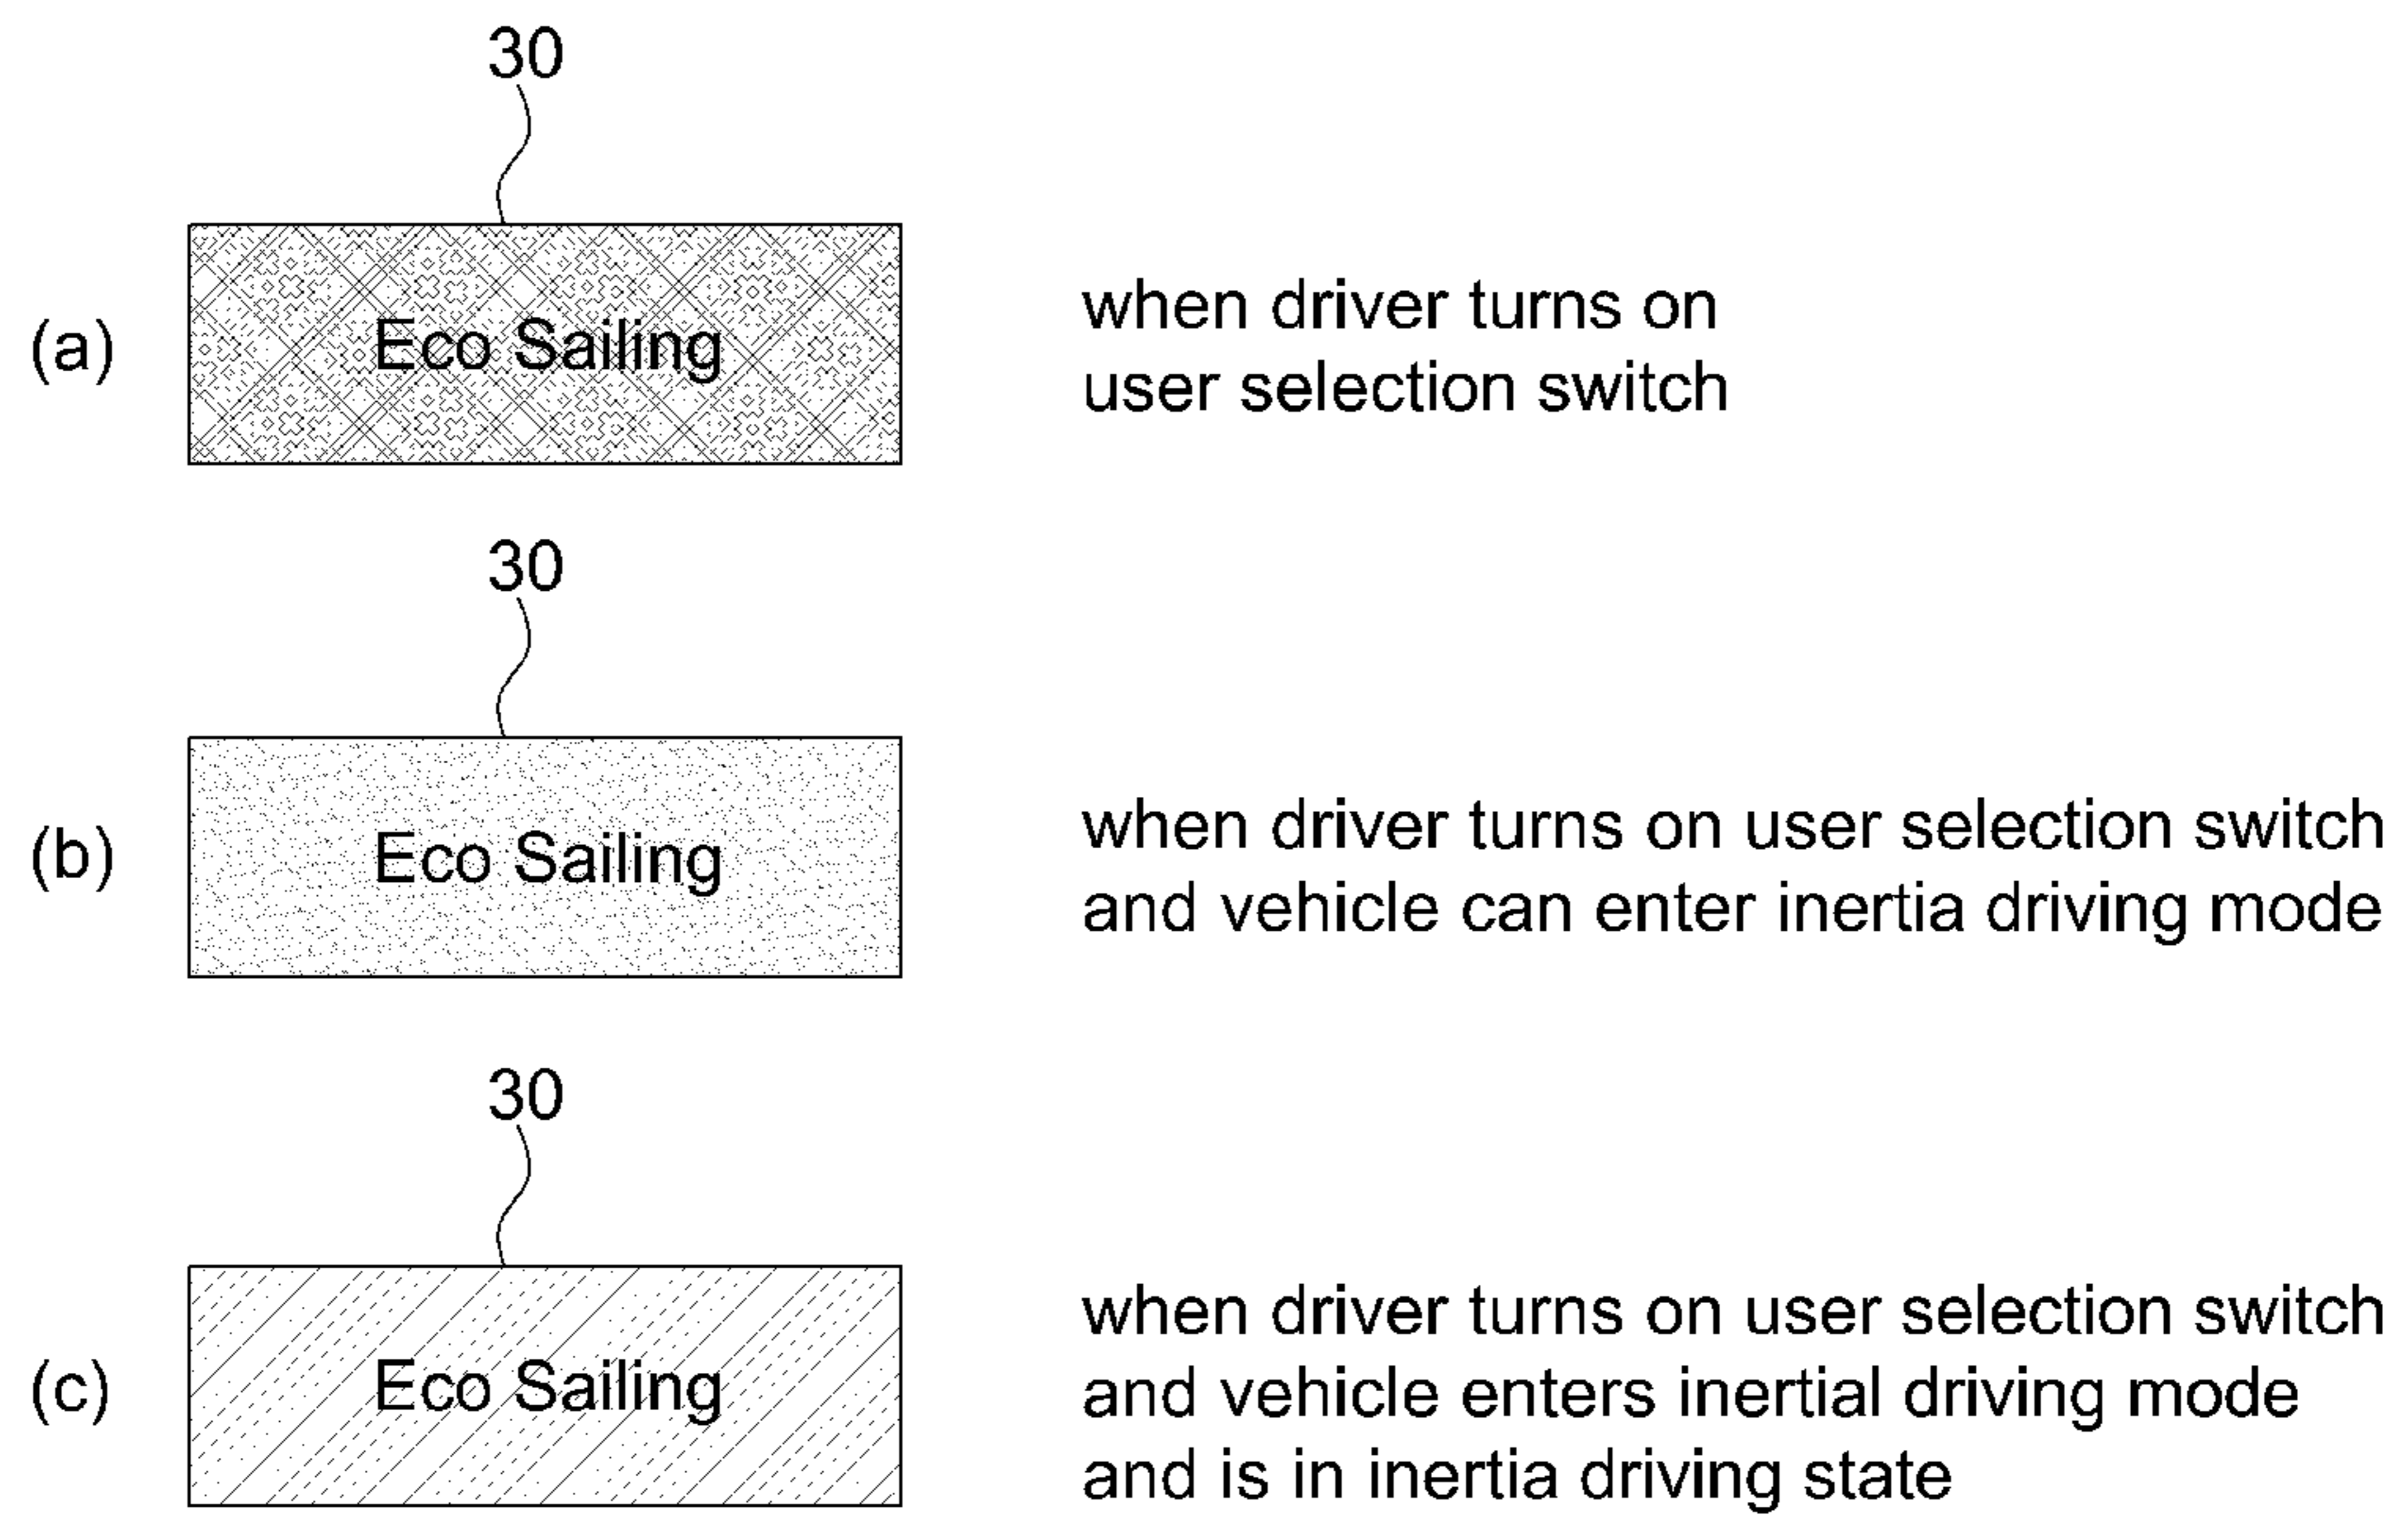 30
(a)
Eco Sailing
when driver turns on
user selection switch
30
(b)
Eco Sailing
when driver turns on user selection switch
and vehicle can enter inertia driving mode
30
(c)
Eco Sailing
when driver turns on user selection switch
and vehicle enters inertial driving mode
and is in inertia driving state